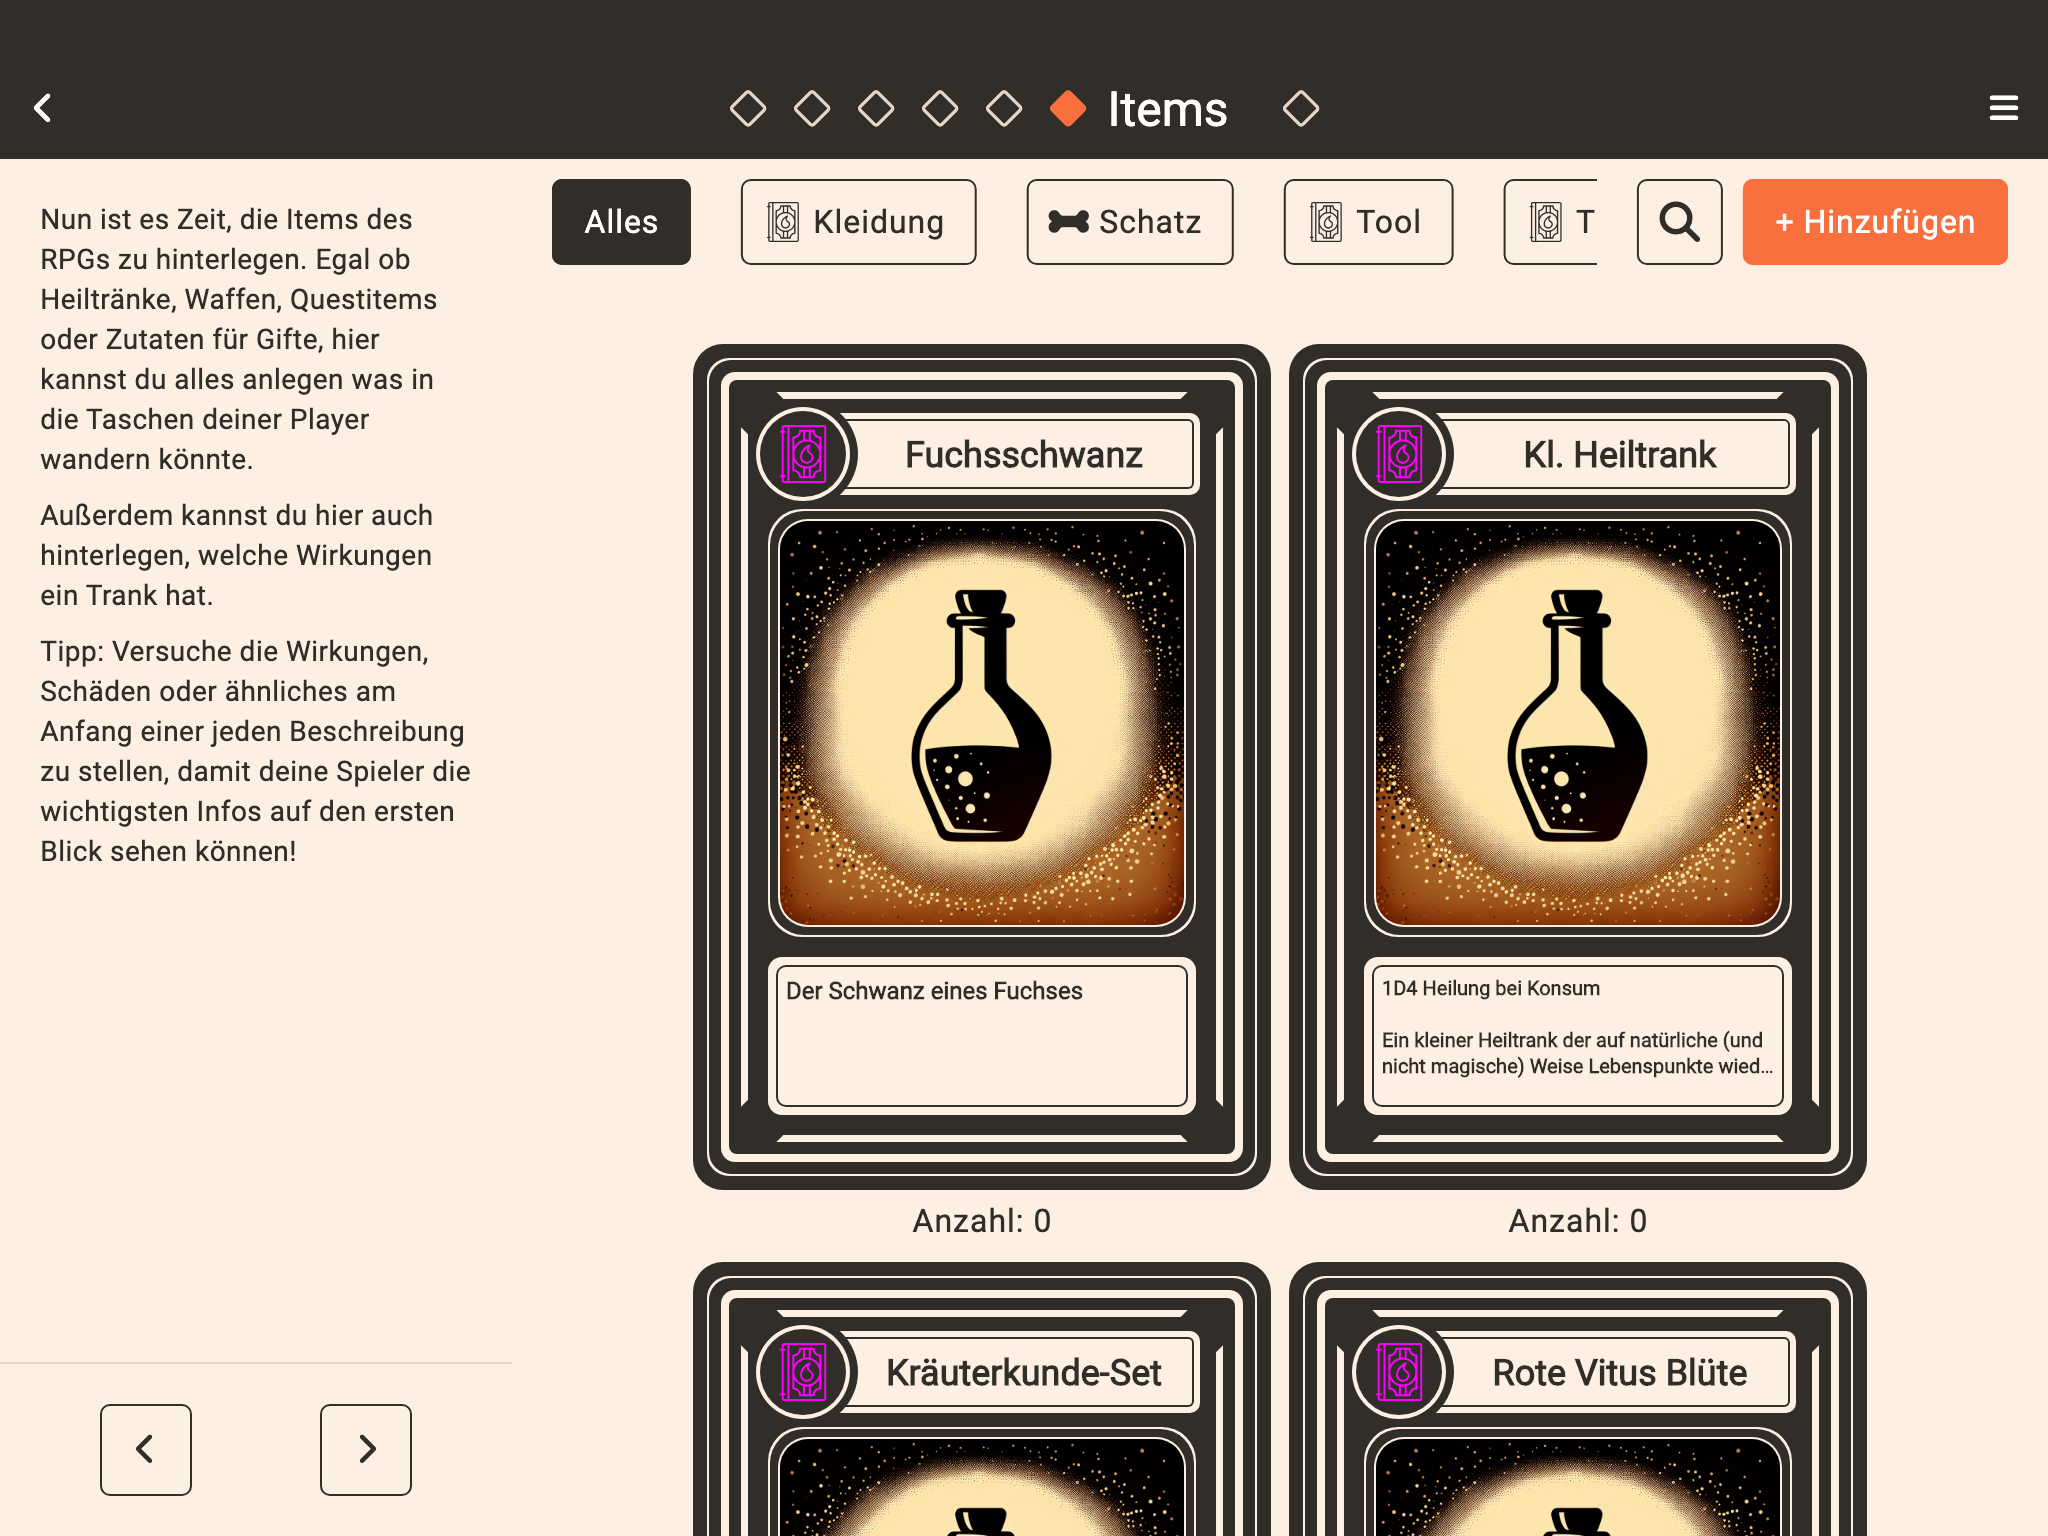 Items
Nun ist es Zeit, die Items des
RPGs zu hinterlegen. Egal ob
Heiltränke, Waffen, Questitems
oder Zutaten für Gifte, hier
kannst du alles anlegen was in
die Taschen deiner Player
wandern könnte.
Außerdem kannst du hier auch
hinterlegen, welche Wirkungen
ein Trank hat.
Tipp: Versuche die Wirkungen,
Schäden oder ähnliches am
Anfang einer jeden Beschreibung
zu stellen, damit deine Spieler die
wichtigsten Infos auf den ersten
Blick sehen können!
Alles
Kleidung
Schatz
Tool
T
+ Hinzufügen
Fuchsschwanz
Der Schwanz eines Fuchses
Anzahl: 0
Kl. Heiltrank
1D4 Heilung bei Konsum
Ein kleiner Heiltrank der auf natürliche (und
nicht magische) Weise Lebenspunkte wied...
Anzahl: 0
Kräuterkunde-Set
Rote Vitus Blüte